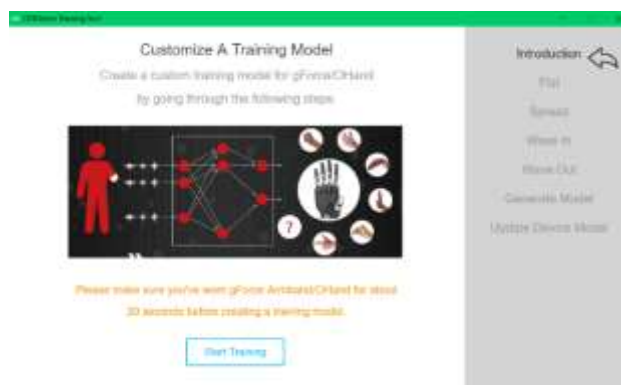 Customize A Training Model
Create a custom training model for gForce/OHand
by going through the following steps:
?
Please make sure you've worn gForce Armband/OHand for about
30 seconds before creating a training model.
Start Training
Introduction
Fist
Spread
Wave In
Wave Out
Generate Model
Update Device Model